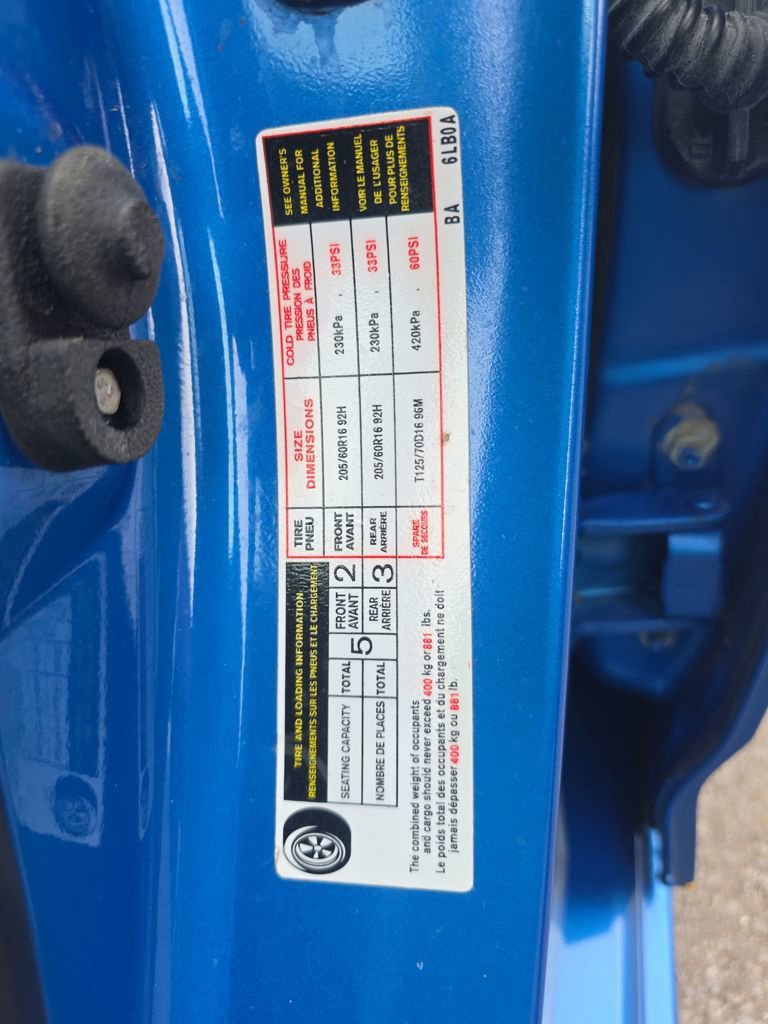 TIRE AND LOADING INFORMATION
RENSEIGNEMENTS SUR LES PNEUS ET LE CHARGEMENT
SEATING CAPACITY TOTAL 5 FRONT AVANT 2
NOMBRE DE PLACES TOTAL REAR ARRIÈRE 3
The combined weight of occupants
and cargo should never exceed 400 kg or 881 lbs.
Le poids total des occupants et du chargement ne doit
jamais dépasser 400 kg ou 881 lb.
TIRE
PNEU
SIZE
DIMENSIONS
COLD TIRE PRESSURE
PRESSION DES
PNEUS À FROID
FRONT
AVANT
205/60R16 92H
230kPa , 33PSI
REAR
ARRIÈRE
205/60R16 92H
230kPa , 33PSI
SPARE
DE SECOURS
T125/70D16 96M
420kPa , 60PSI
SEE OWNER'S
MANUAL FOR
ADDITIONAL
INFORMATION
VOIR LE MANUEL
DE L'USAGER
POUR PLUS DE
RENSEIGNEMENTS
BA 6LB0A